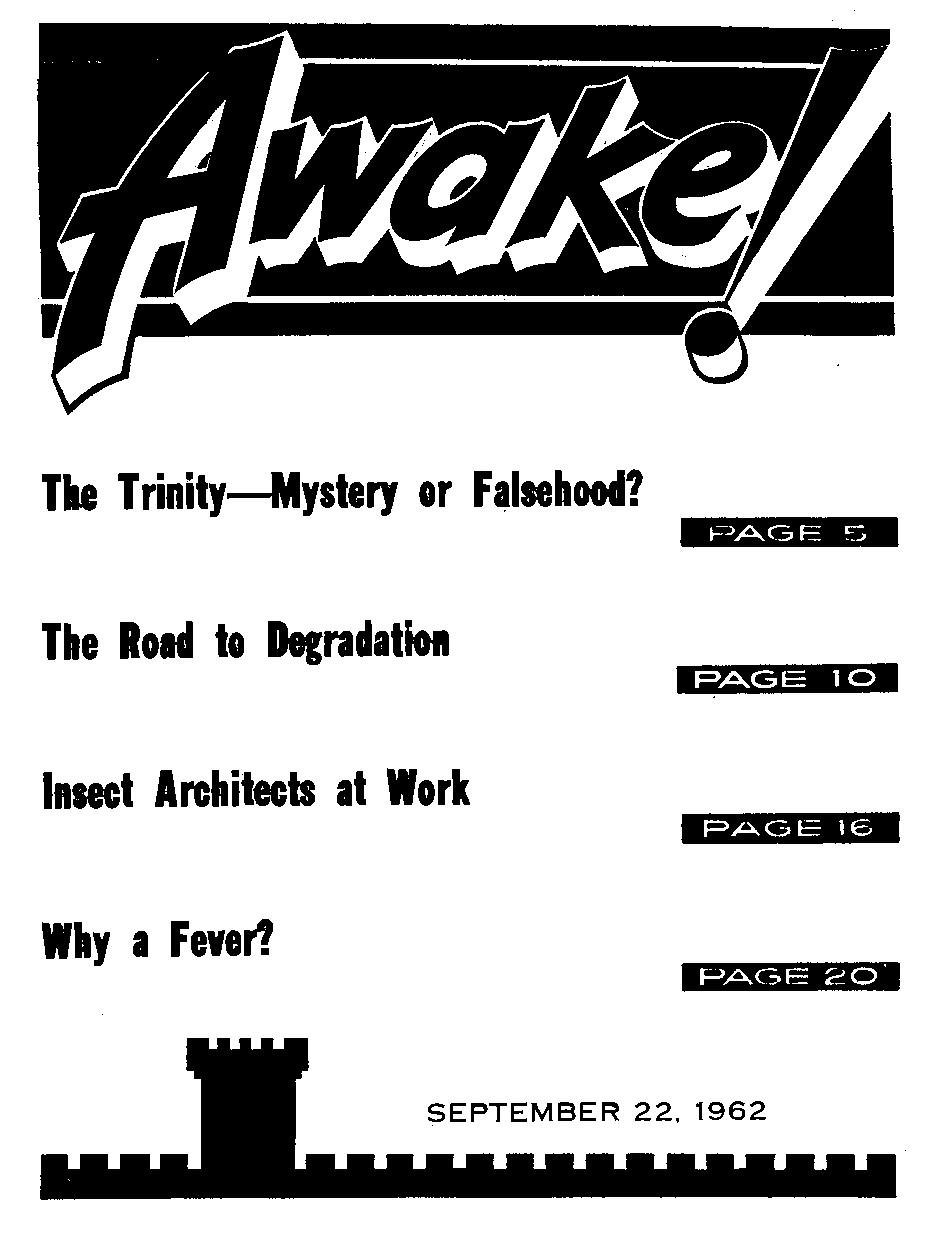 Awake!
The Trinity—Mystery or Falsehood?
PAGE 5
The Road to Degradation
PAGE 10
Insect Architects at Work
PAGE 16
Why a Fever?
PAGE 20
SEPTEMBER 22, 1962